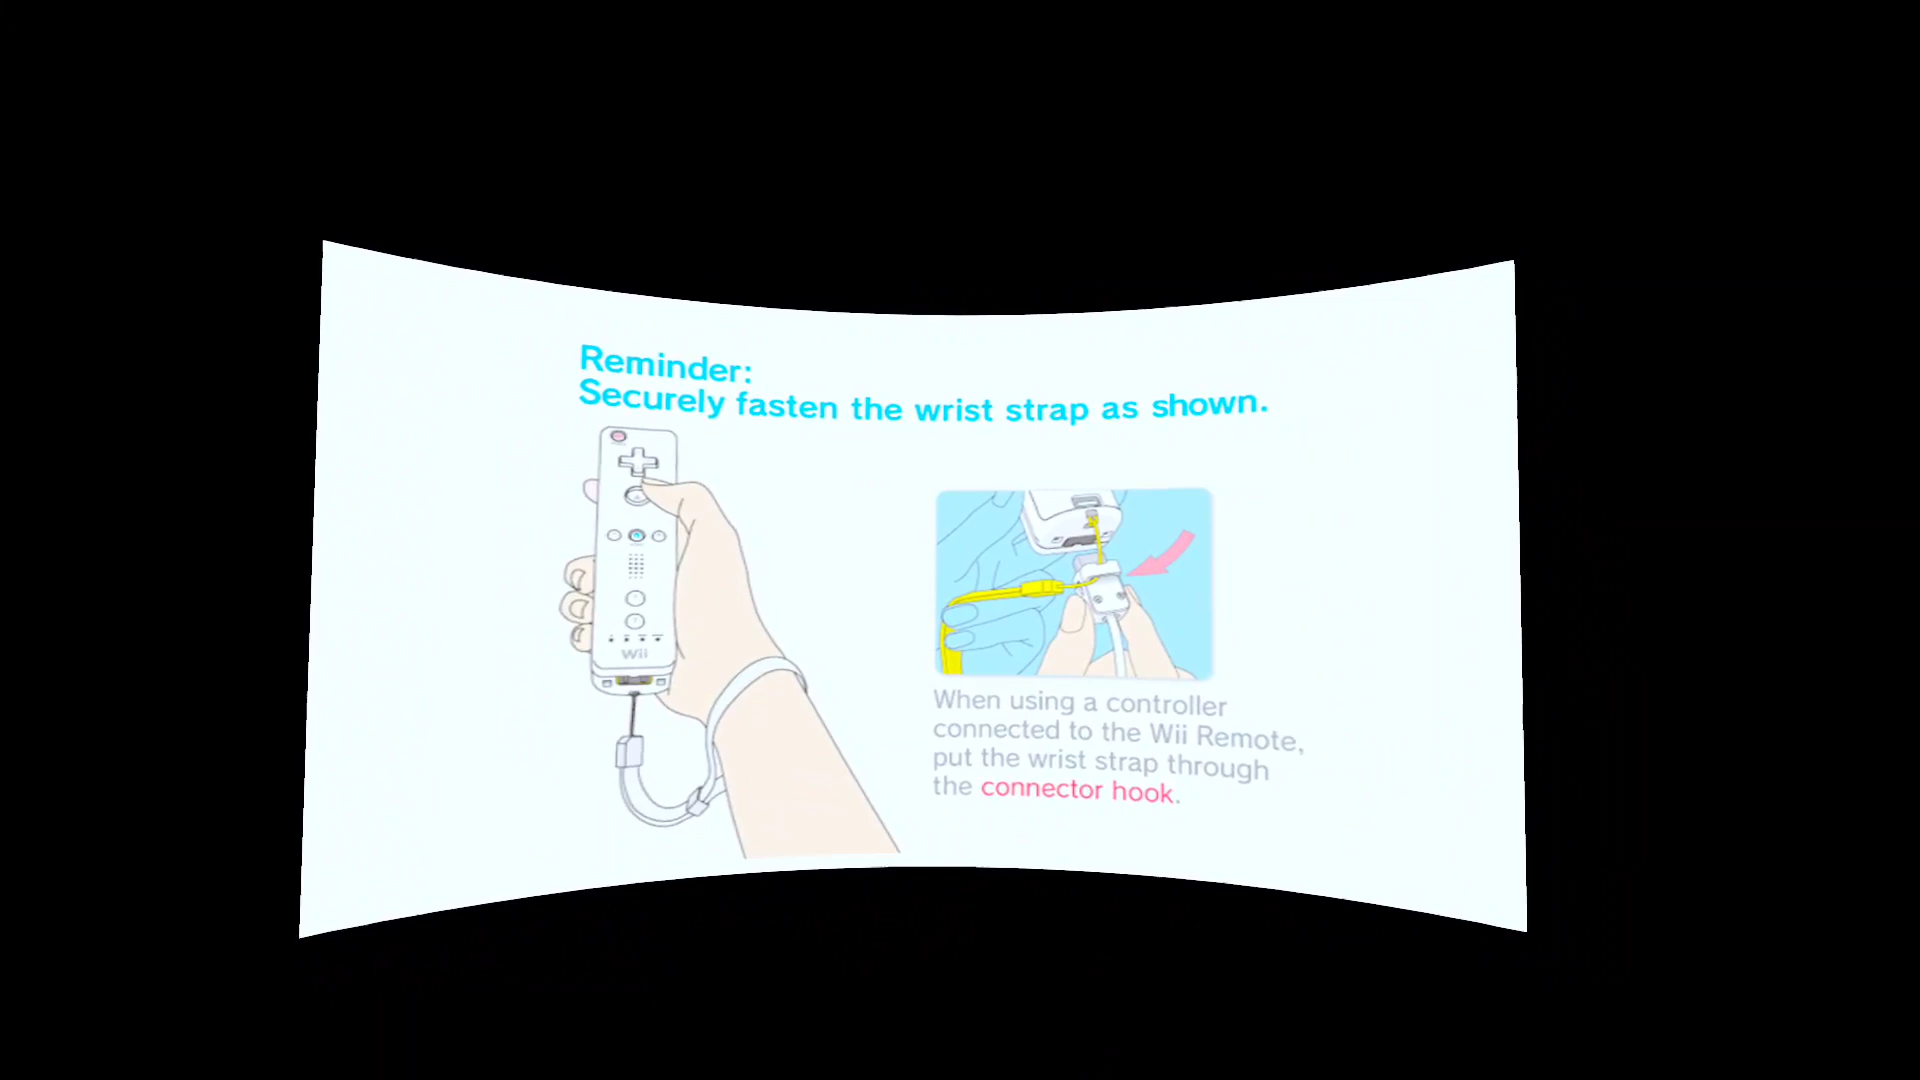 Reminder:
Securely fasten the wrist strap as shown.
Wii
When using a controller
connected to the Wii Remote,
put the wrist strap through
the connector hook.